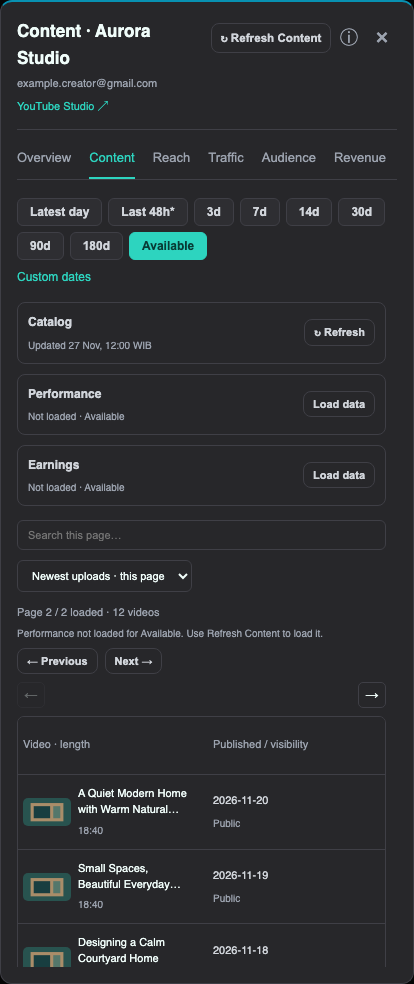 Content · Aurora
Studio
↻ Refresh Content
ⓘ
✕
example.creator@gmail.com
YouTube Studio ↗
Overview Content Reach Traffic Audience Revenue
Latest day Last 48h* 3d 7d 14d 30d
90d 180d Available
Custom dates
Catalog
Updated 27 Nov, 12:00 WIB
↻ Refresh
Performance
Not loaded · Available
Load data
Earnings
Not loaded · Available
Load data
Search this page…
Newest uploads · this page
Page 2 / 2 loaded · 12 videos
Performance not loaded for Available. Use Refresh Content to load it.
← Previous Next →
← →
Video · length Published / visibility
A Quiet Modern Home
with Warm Natural…
18:40
2026-11-20
Public
Small Spaces,
Beautiful Everyday…
18:40
2026-11-19
Public
Designing a Calm
Courtyard Home
2026-11-18